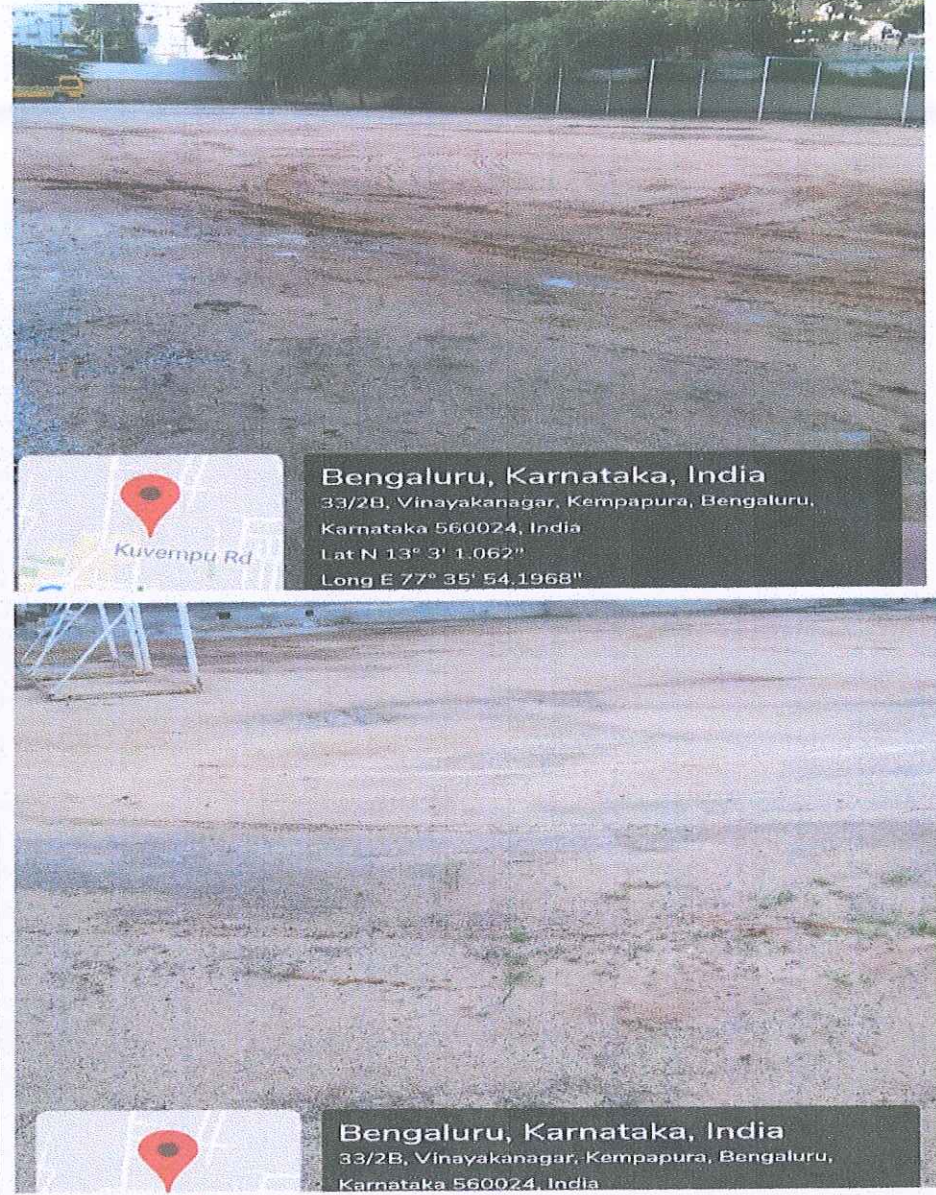 Bengaluru, Karnataka, India
33/2B, Vinayakanagar, Kempapura, Bengaluru,
Karnataka 560024, India
Lat N 13° 3' 1.062"
Long E 77° 35' 54.1968"
Kuvempu Rd
Bengaluru, Karnataka, India
33/2B, Vinayakanagar, Kempapura, Bengaluru,
Karnataka 560024, India